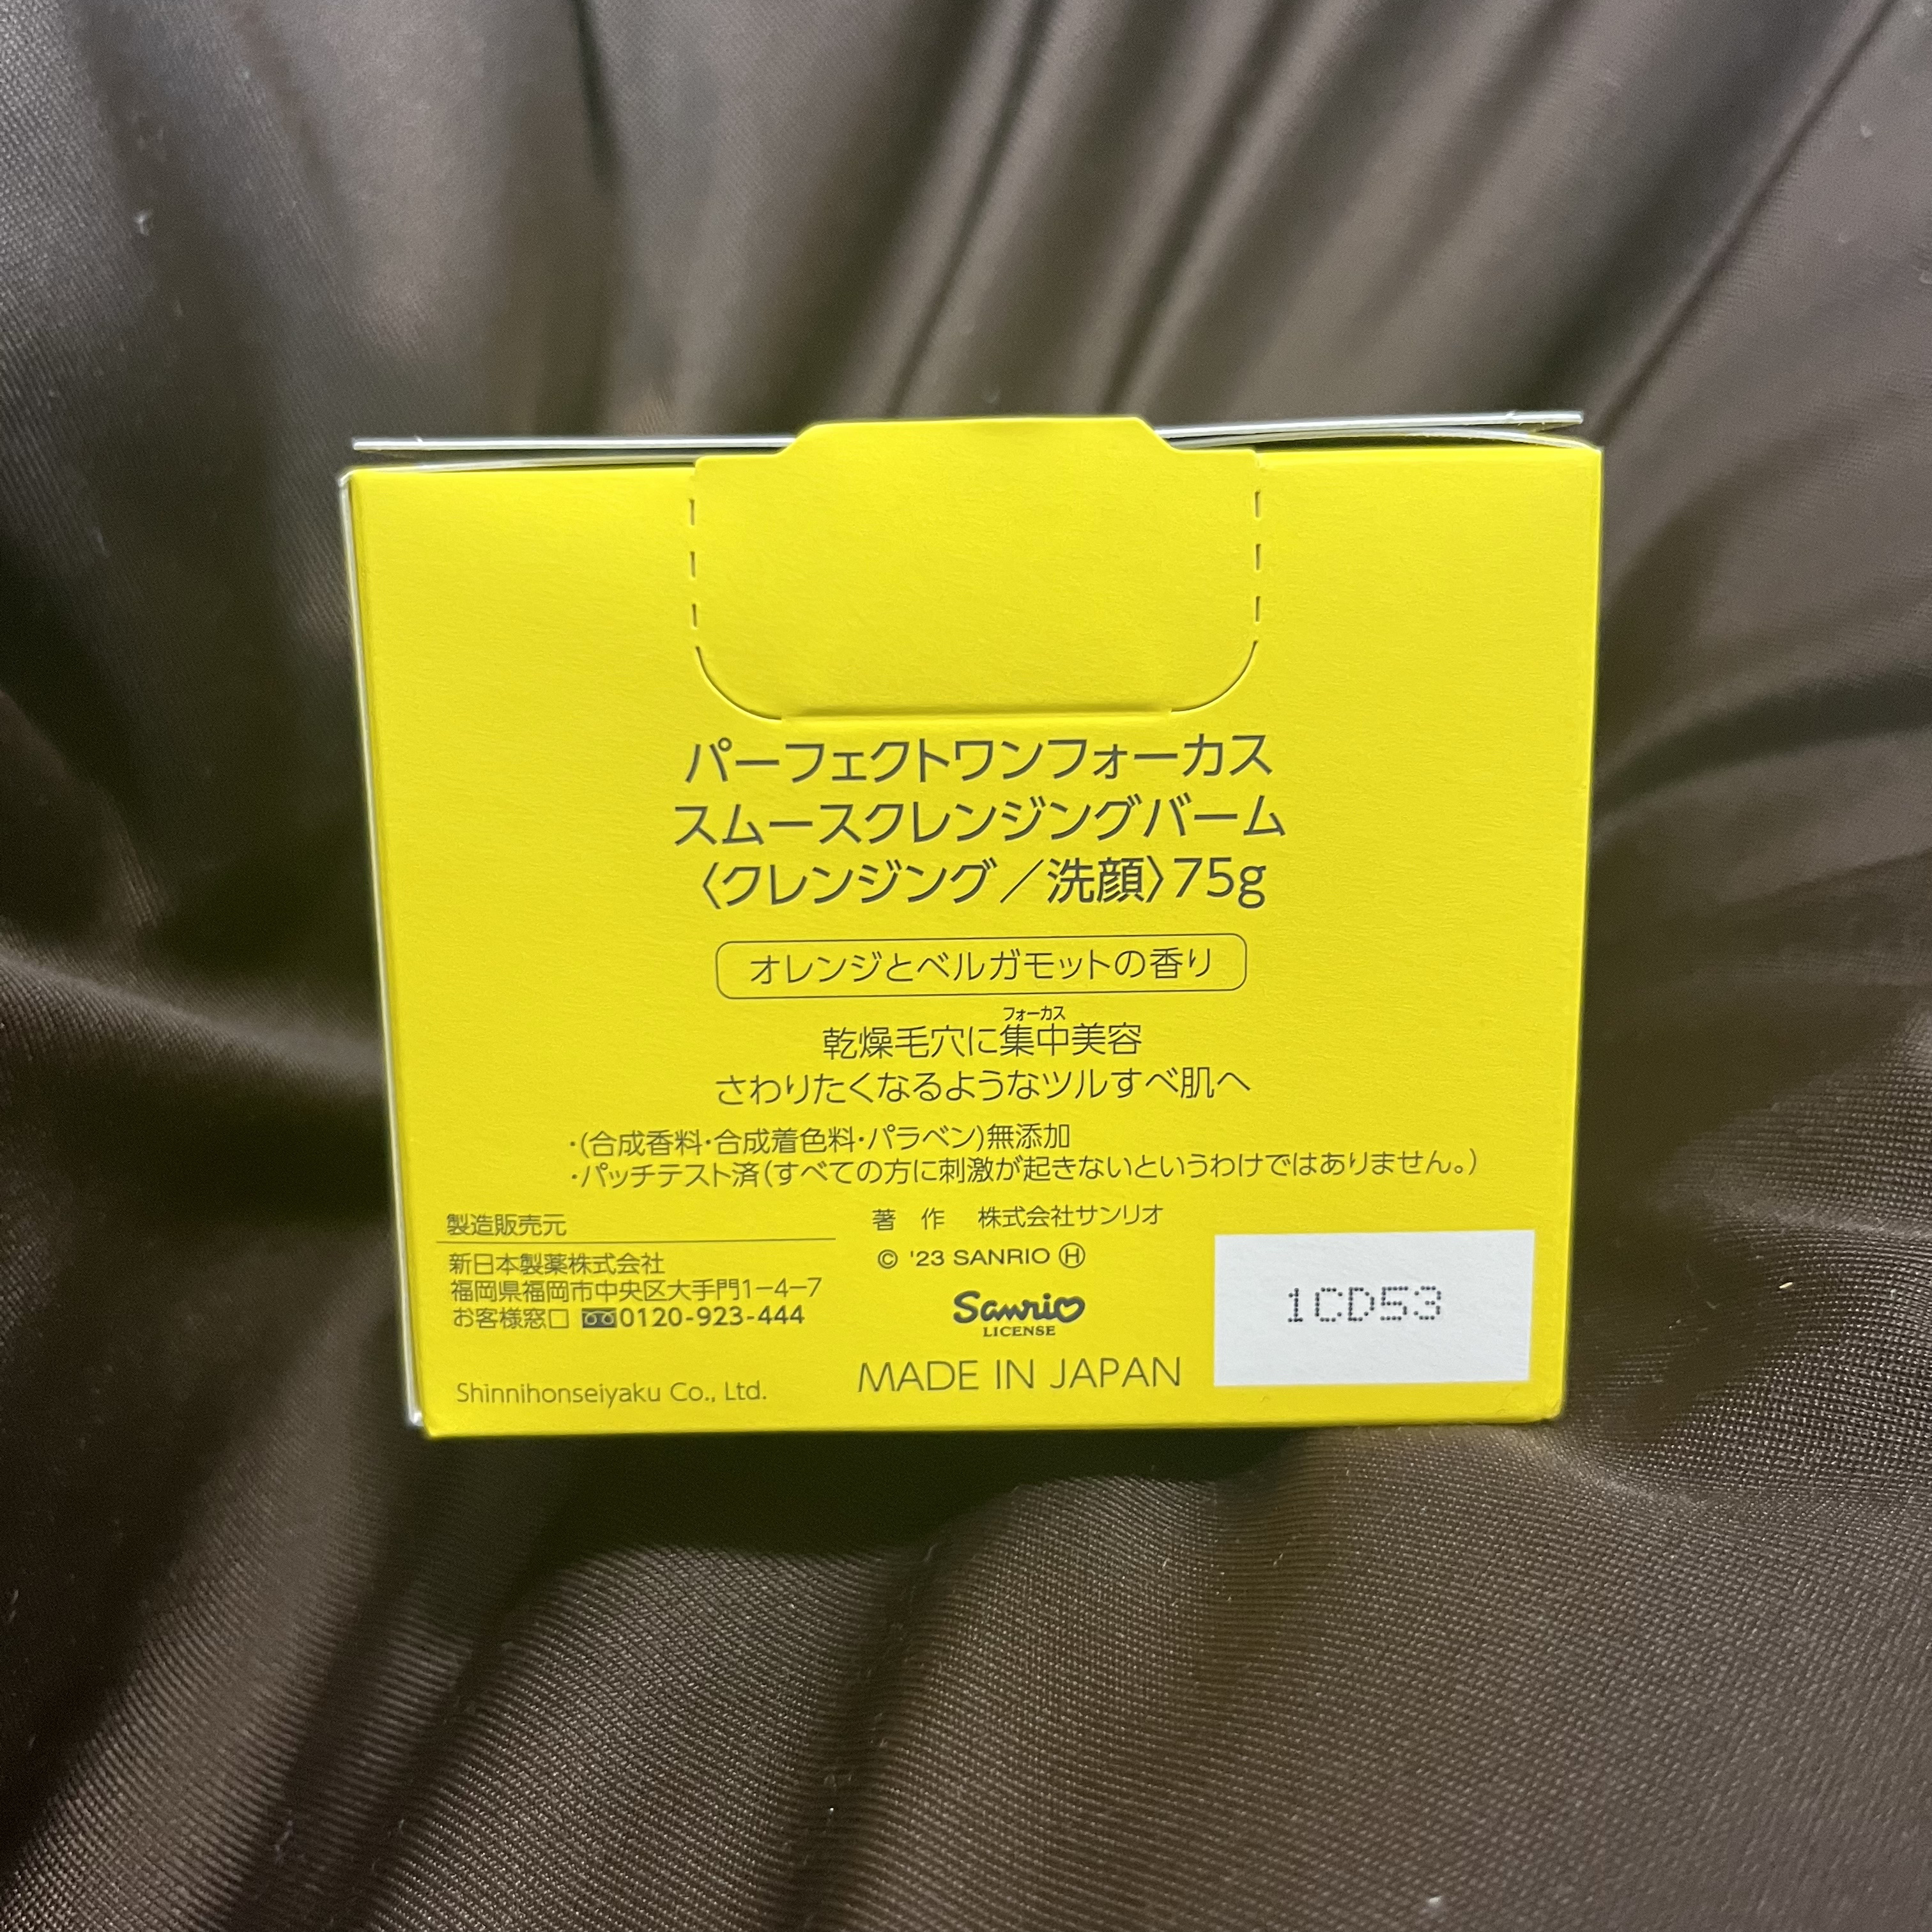 パーフェクトワンフォーカス
スムースクレンジングバーム
〈クレンジング／洗顔〉75g
オレンジとベルガモットの香り
フォーカス
乾燥毛穴に集中美容
さわりたくなるようなツルすべ肌へ
・(合成香料・合成着色料・パラベン)無添加
・パッチテスト済(すべての方に刺激が起きないというわけではありません。)
製造販売元
新日本製薬株式会社
福岡県福岡市中央区大手門1-4-7
お客様窓口 0120-923-444
Shinnihonseiyaku Co., Ltd.
著 作 株式会社サンリオ
© '23 SANRIO Ⓗ
Sanrio
LICENSE
MADE IN JAPAN
1CD53